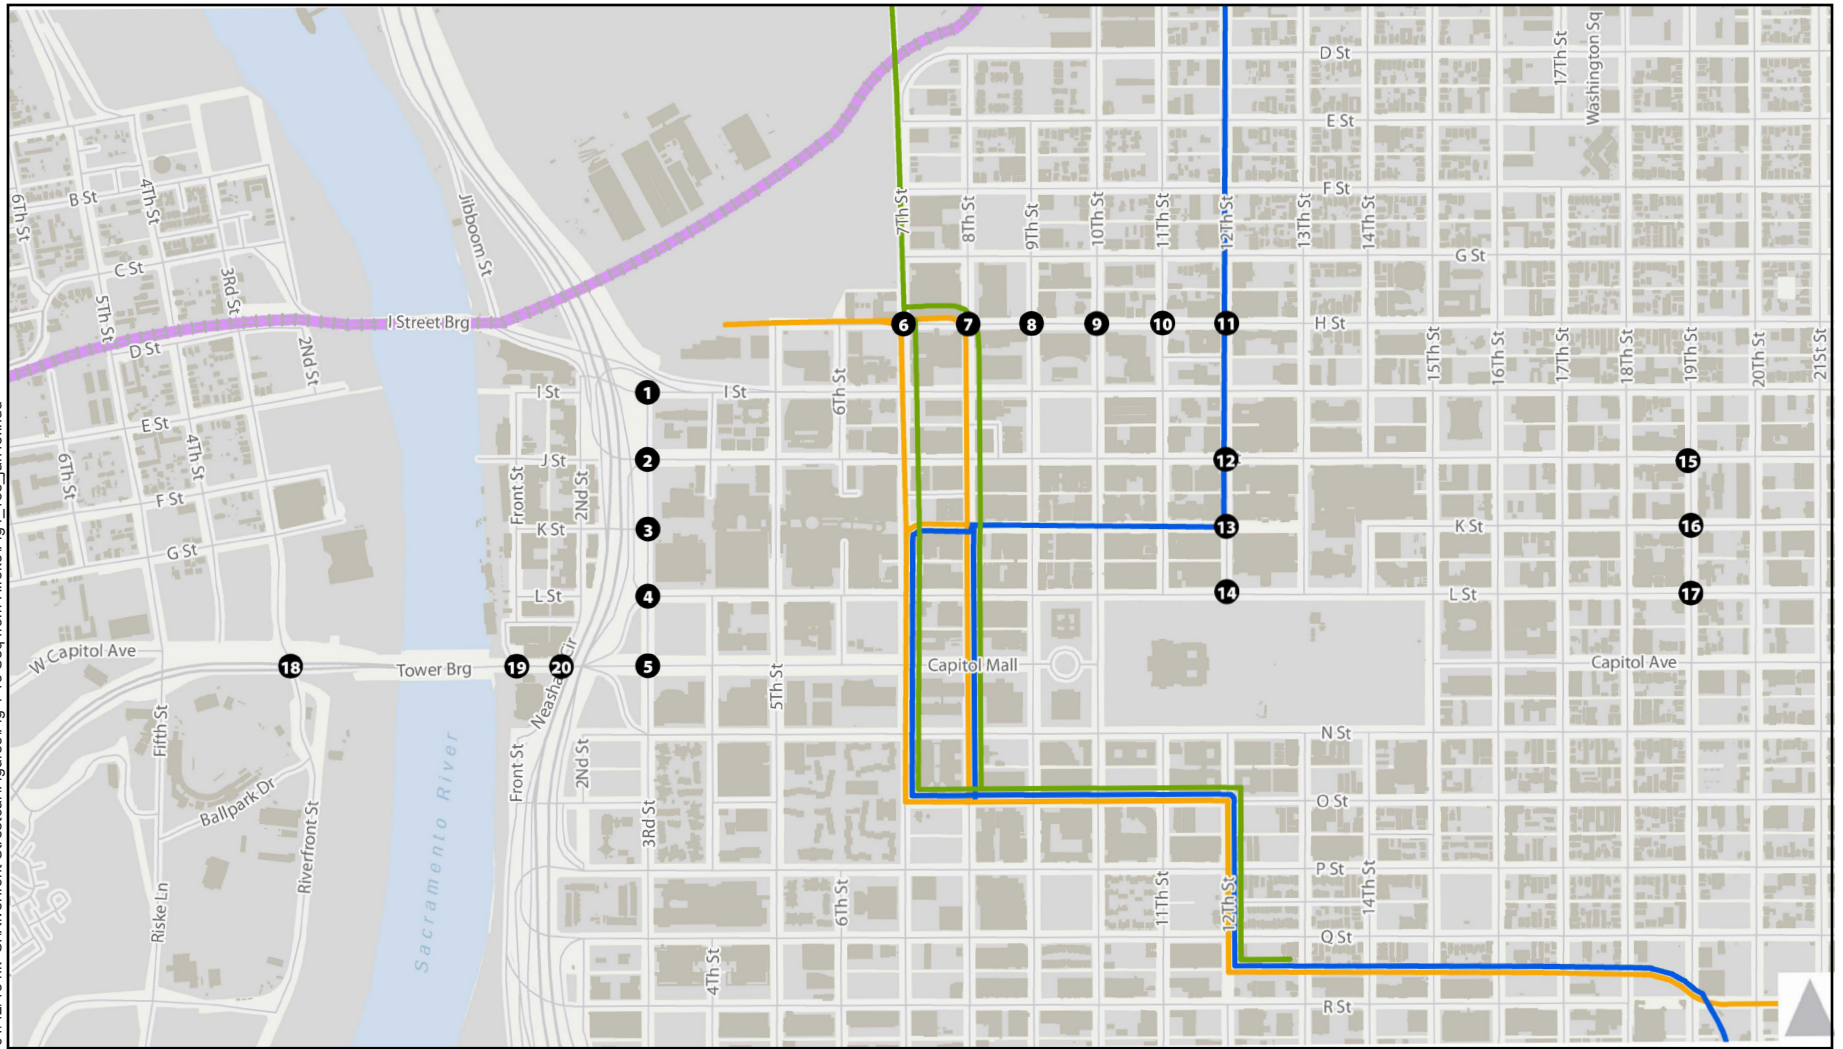 D St
17Th St
Washington Sq
E St
F St
B St
4Th St
6Th St
Jibboom St
7Th St
8Th St
9Th St
10Th St
11Th St
12Th St
13Th St
14Th St
G St
C St
3Rd St
5Th St
I Street Brg
6
7
8
9
10
11
H St
D St
2Nd St
15Th St
16Th St
17Th St
18Th St
19Th St
20Th St
21St St
I St
1
I St
6Th St
E St
4Th St
6Th St
J St
2
12
15
Front St
2Nd St
F St
K St
3
13
K St
16
G St
L St
4
14
L St
17
W Capitol Ave
18
Tower Brg
19
20
5
Capitol Mall
Capitol Ave
5Th St
Fifth St
N St
Front St
2Nd St
Ballpark Dr
Riverfront St
3Rd St
O St
Sacramento River
P St
14Th St
Riske Ln
6Th St
11Th St
12Th St
Q St
4Th St
R St